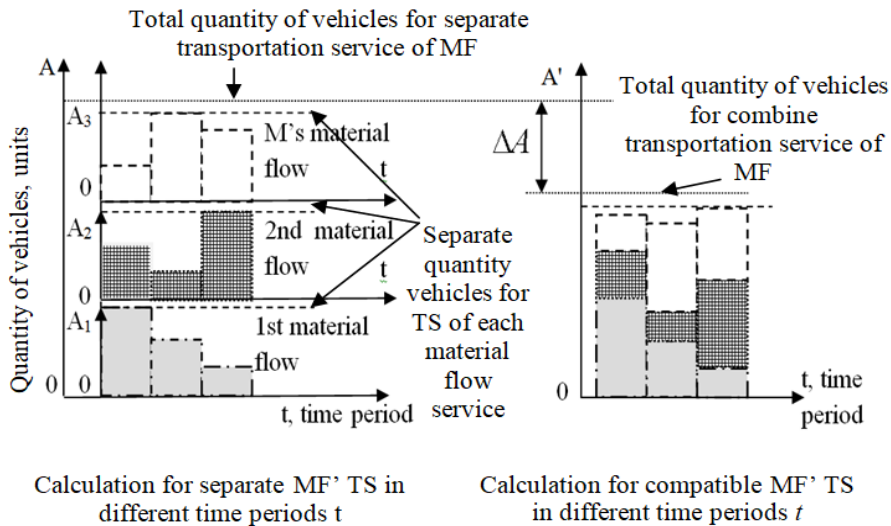 Total quantity of vehicles for separate
transportation service of MF
A
A3
M's material
flow
t
0
A2
2nd material
flow
t
0
A1
1st material
flow
0
0
t, time period
Quantity of vehicles, units
Separate
quantity
vehicles for
TS of each
material
flow
service
A'
Total quantity of vehicles
for combine
transportation service of
MF
ΔA
0
t, time
period
Calculation for separate MF' TS in
different time periods t
Calculation for compatible MF' TS
in different time periods t